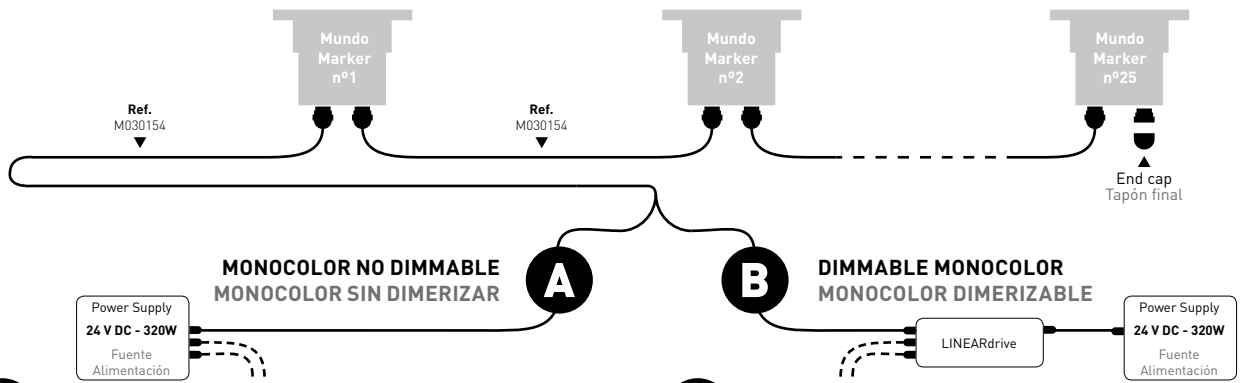 Mundo
Marker
nº1
Mundo
Marker
nº2
Mundo
Marker
nº25
Ref.
M030154
Ref.
M030154
End cap
Tapón final
MONOCOLOR NO DIMMABLE
MONOCOLOR SIN DIMERIZAR
A
B
DIMMABLE MONOCOLOR
MONOCOLOR DIMERIZABLE
Power Supply
24 V DC - 320W
Fuente
Alimentación
LINEARdrive
Power Supply
24 V DC - 320W
Fuente
Alimentación